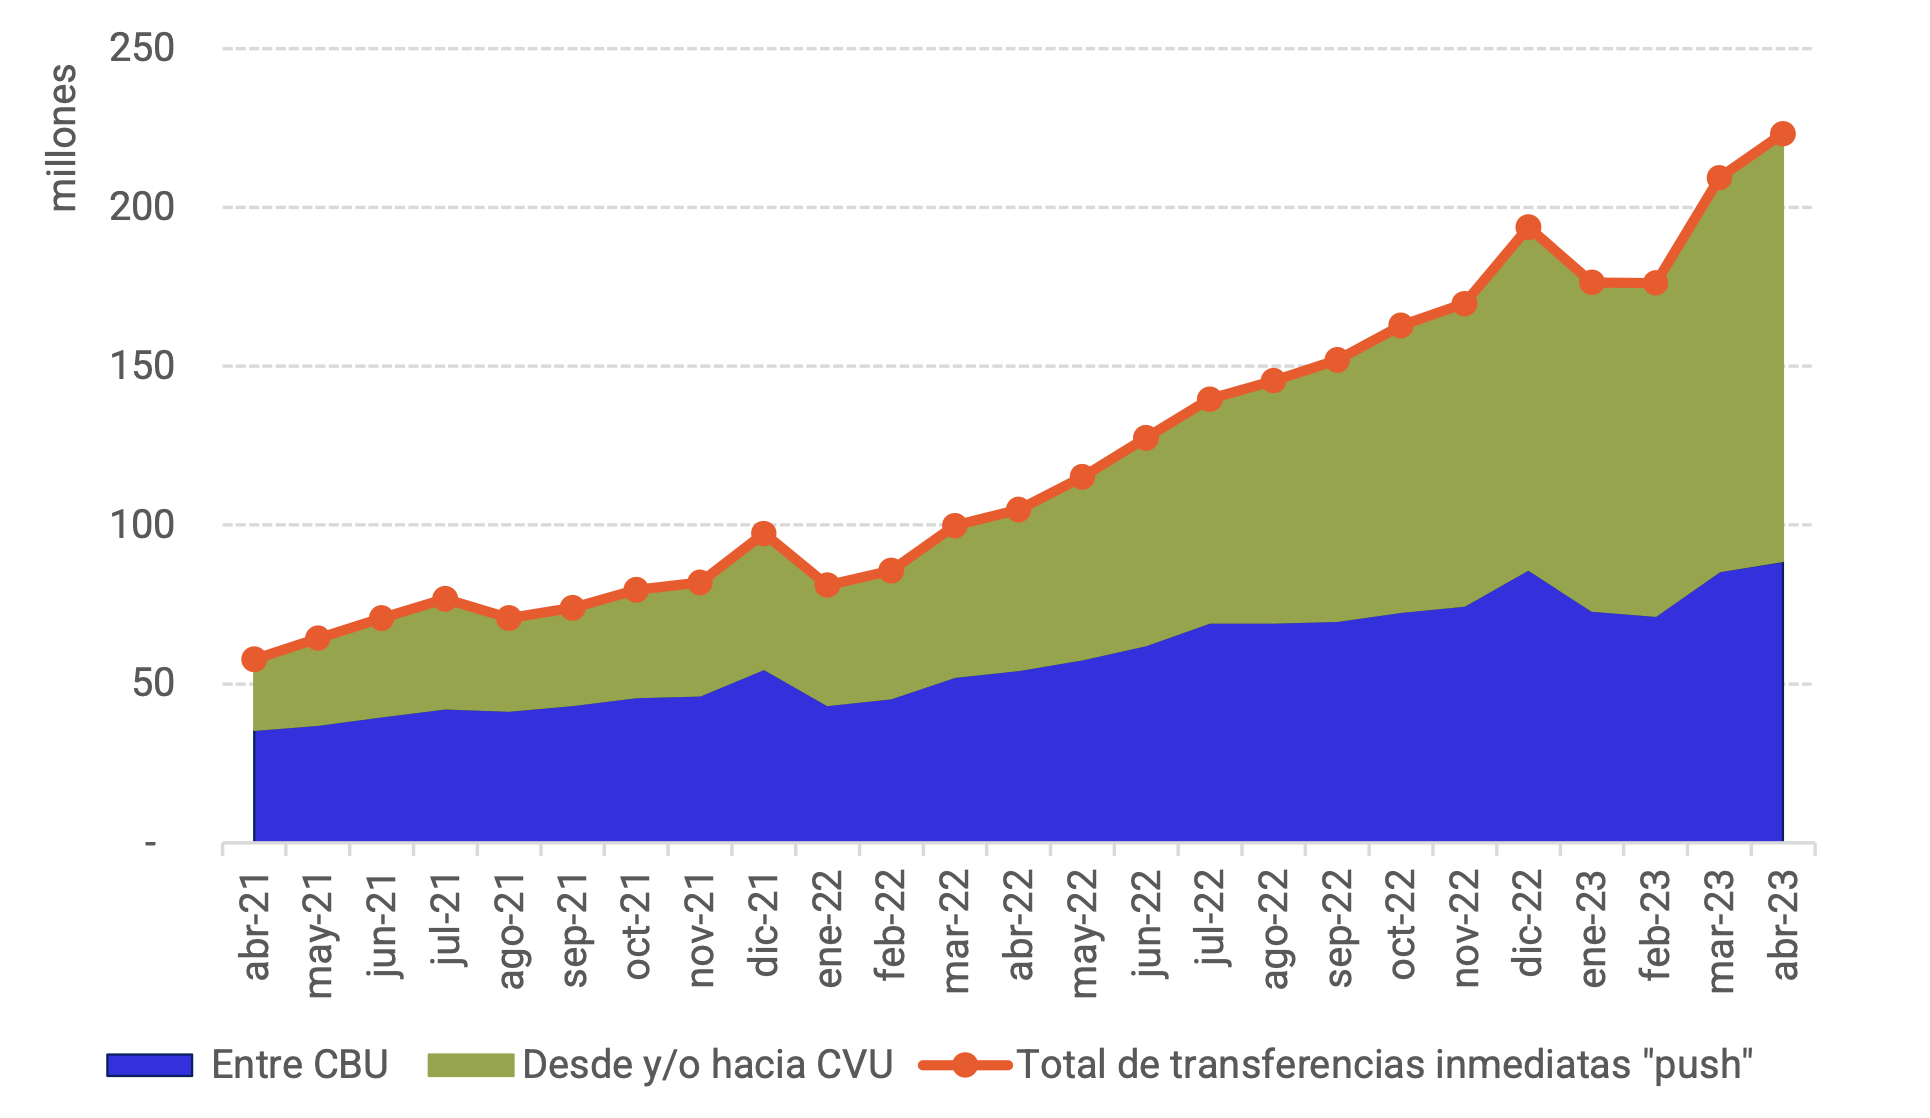 millones
250
200
150
100
50
-
abr-21
may-21
jun-21
jul-21
ago-21
sep-21
oct-21
nov-21
dic-21
ene-22
feb-22
mar-22
abr-22
may-22
jun-22
jul-22
ago-22
sep-22
oct-22
nov-22
dic-22
ene-23
feb-23
mar-23
abr-23
Entre CBU
Desde y/o hacia CVU
Total de transferencias inmediatas "push"